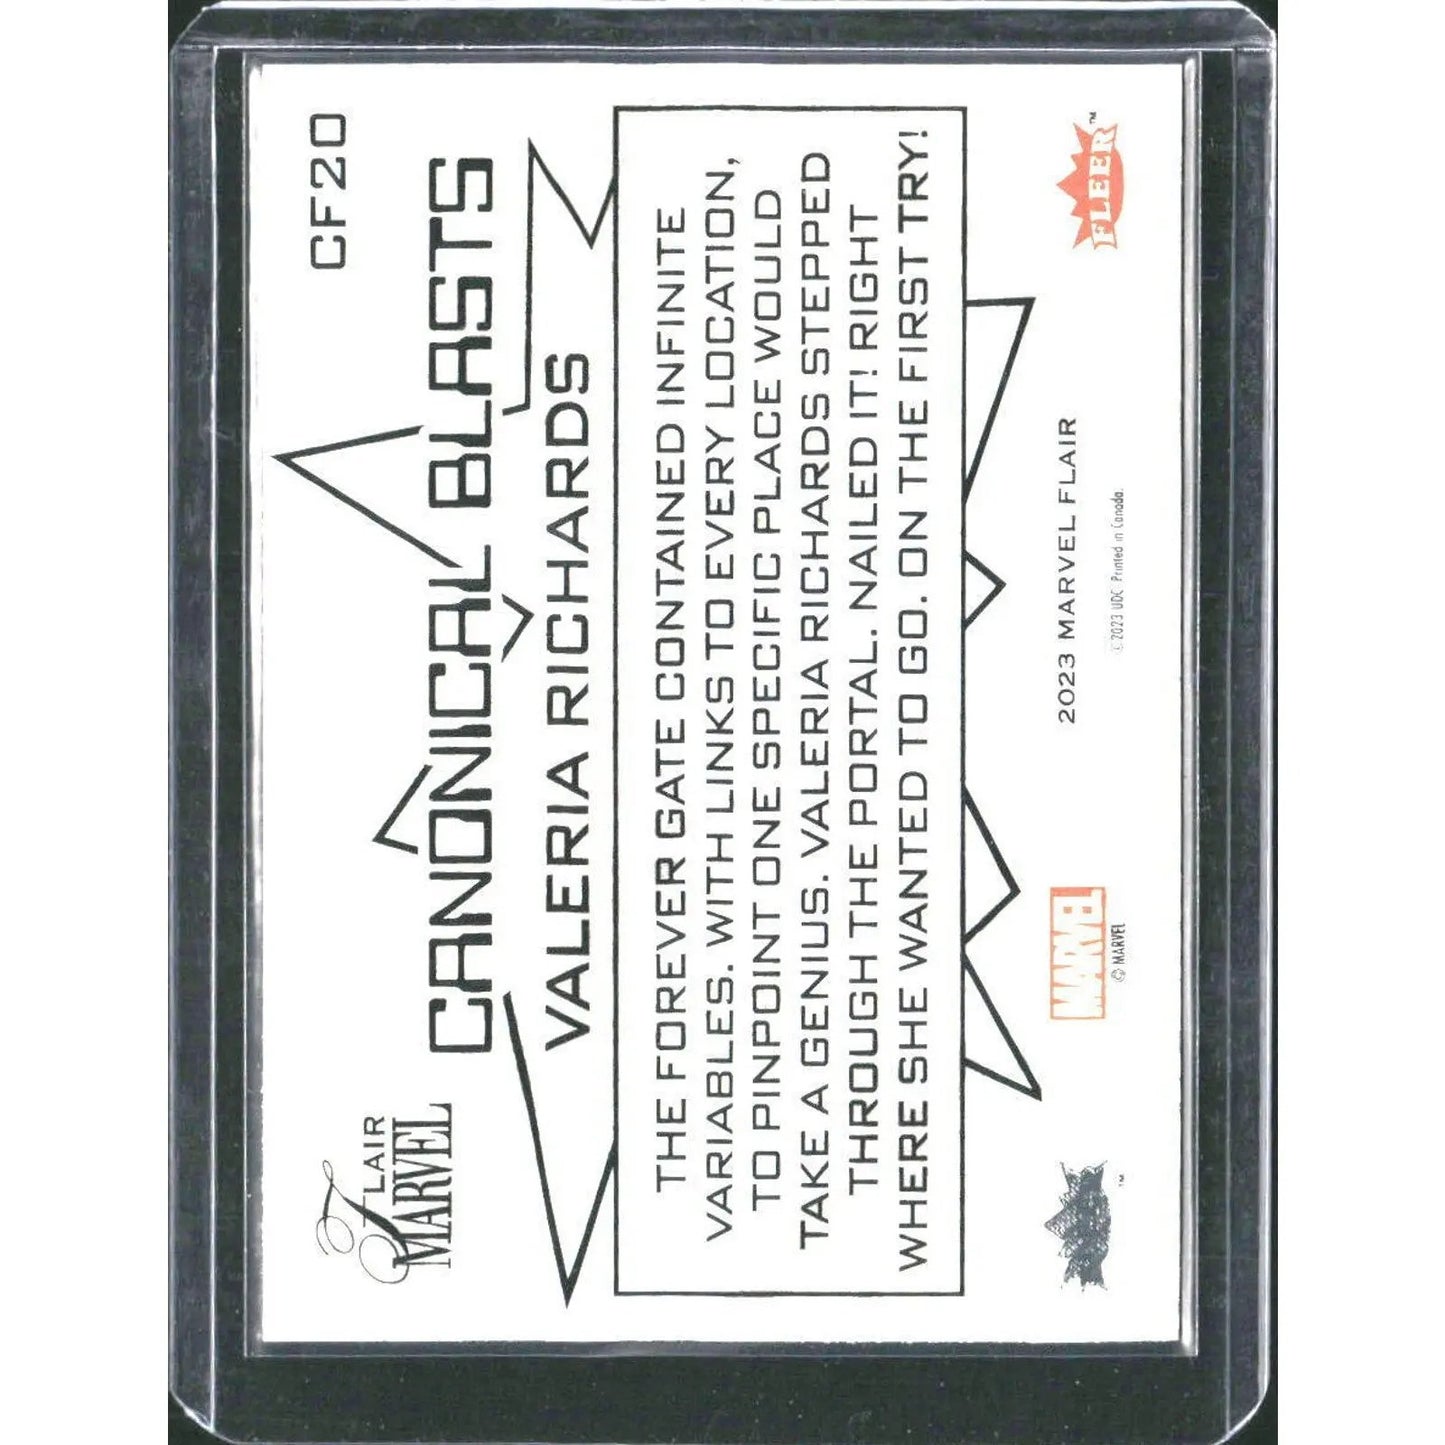 FLAIR
MARVEL
CF20
CANONICAL BLASTS
VALERIA RICHARDS
THE FOREVER GATE CONTAINED INFINITE
VARIABLES. WITH LINKS TO EVERY LOCATION,
TO PINPOINT ONE SPECIFIC PLACE WOULD
TAKE A GENIUS. VALERIA RICHARDS STEPPED
THROUGH THE PORTAL. NAILED IT! RIGHT
WHERE SHE WANTED TO GO. ON THE FIRST TRY!
™
MARVEL
© MARVEL
2023 MARVEL FLAIR
© 2023 UDC Printed in Canada.
FLEER™